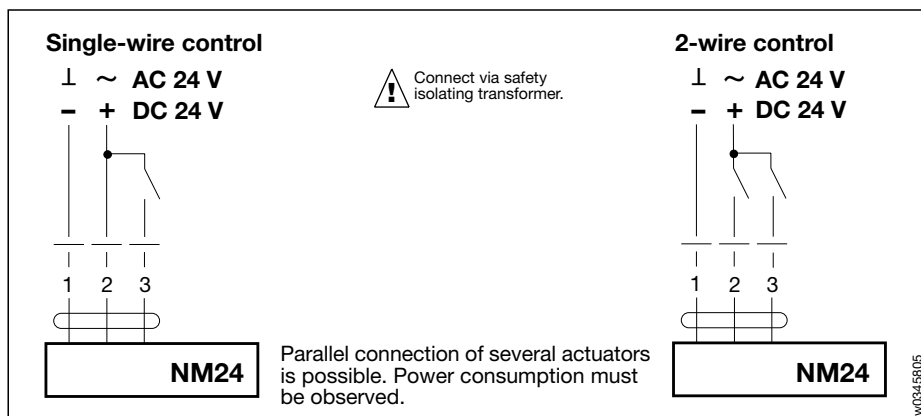 Single-wire control
⊥ ~ AC 24 V
– + DC 24 V
1 2 3
NM24
Connect via safety
isolating transformer.
Parallel connection of several actuators
is possible. Power consumption must
be observed.
2-wire control
⊥ ~ AC 24 V
– + DC 24 V
1 2 3
NM24
w0345805